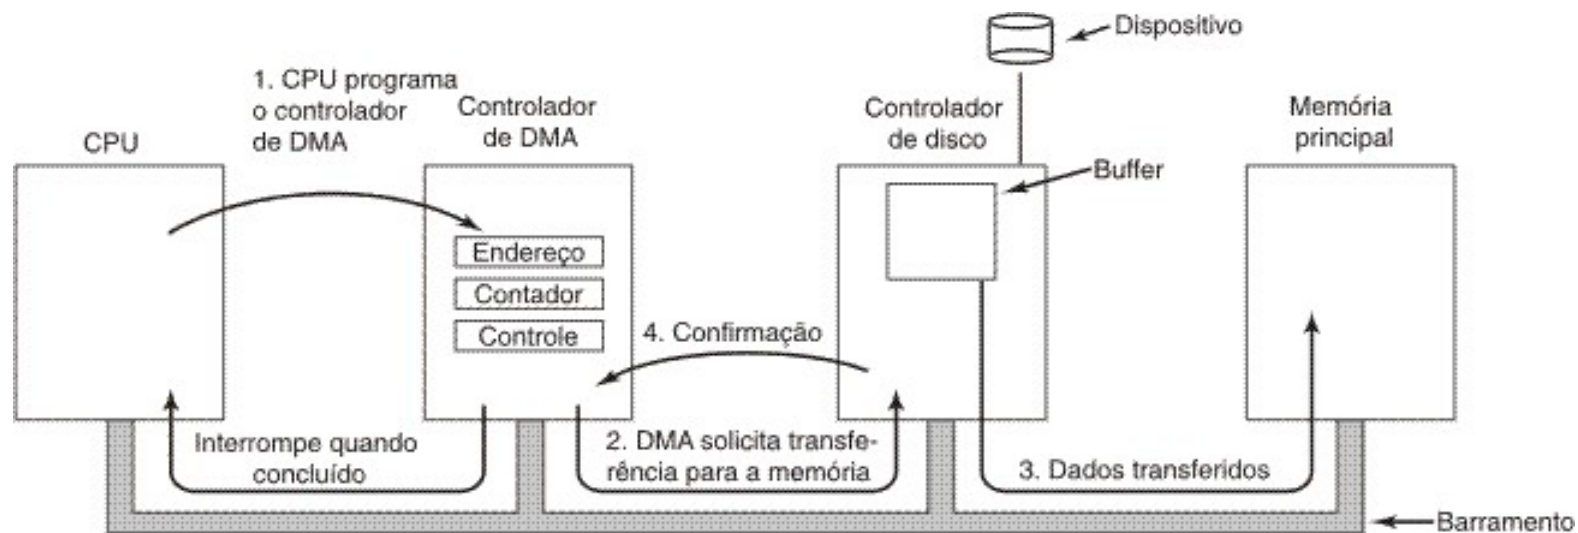 Dispositivo
1. CPU programa
o controlador
de DMA
CPU
Controlador
de DMA
Controlador
de disco
Memória
principal
Buffer
Endereço
Contador
Controle
4. Confirmação
Interrompe quando
concluído
2. DMA solicita transfe-
rência para a memória
3. Dados transferidos
Barramento